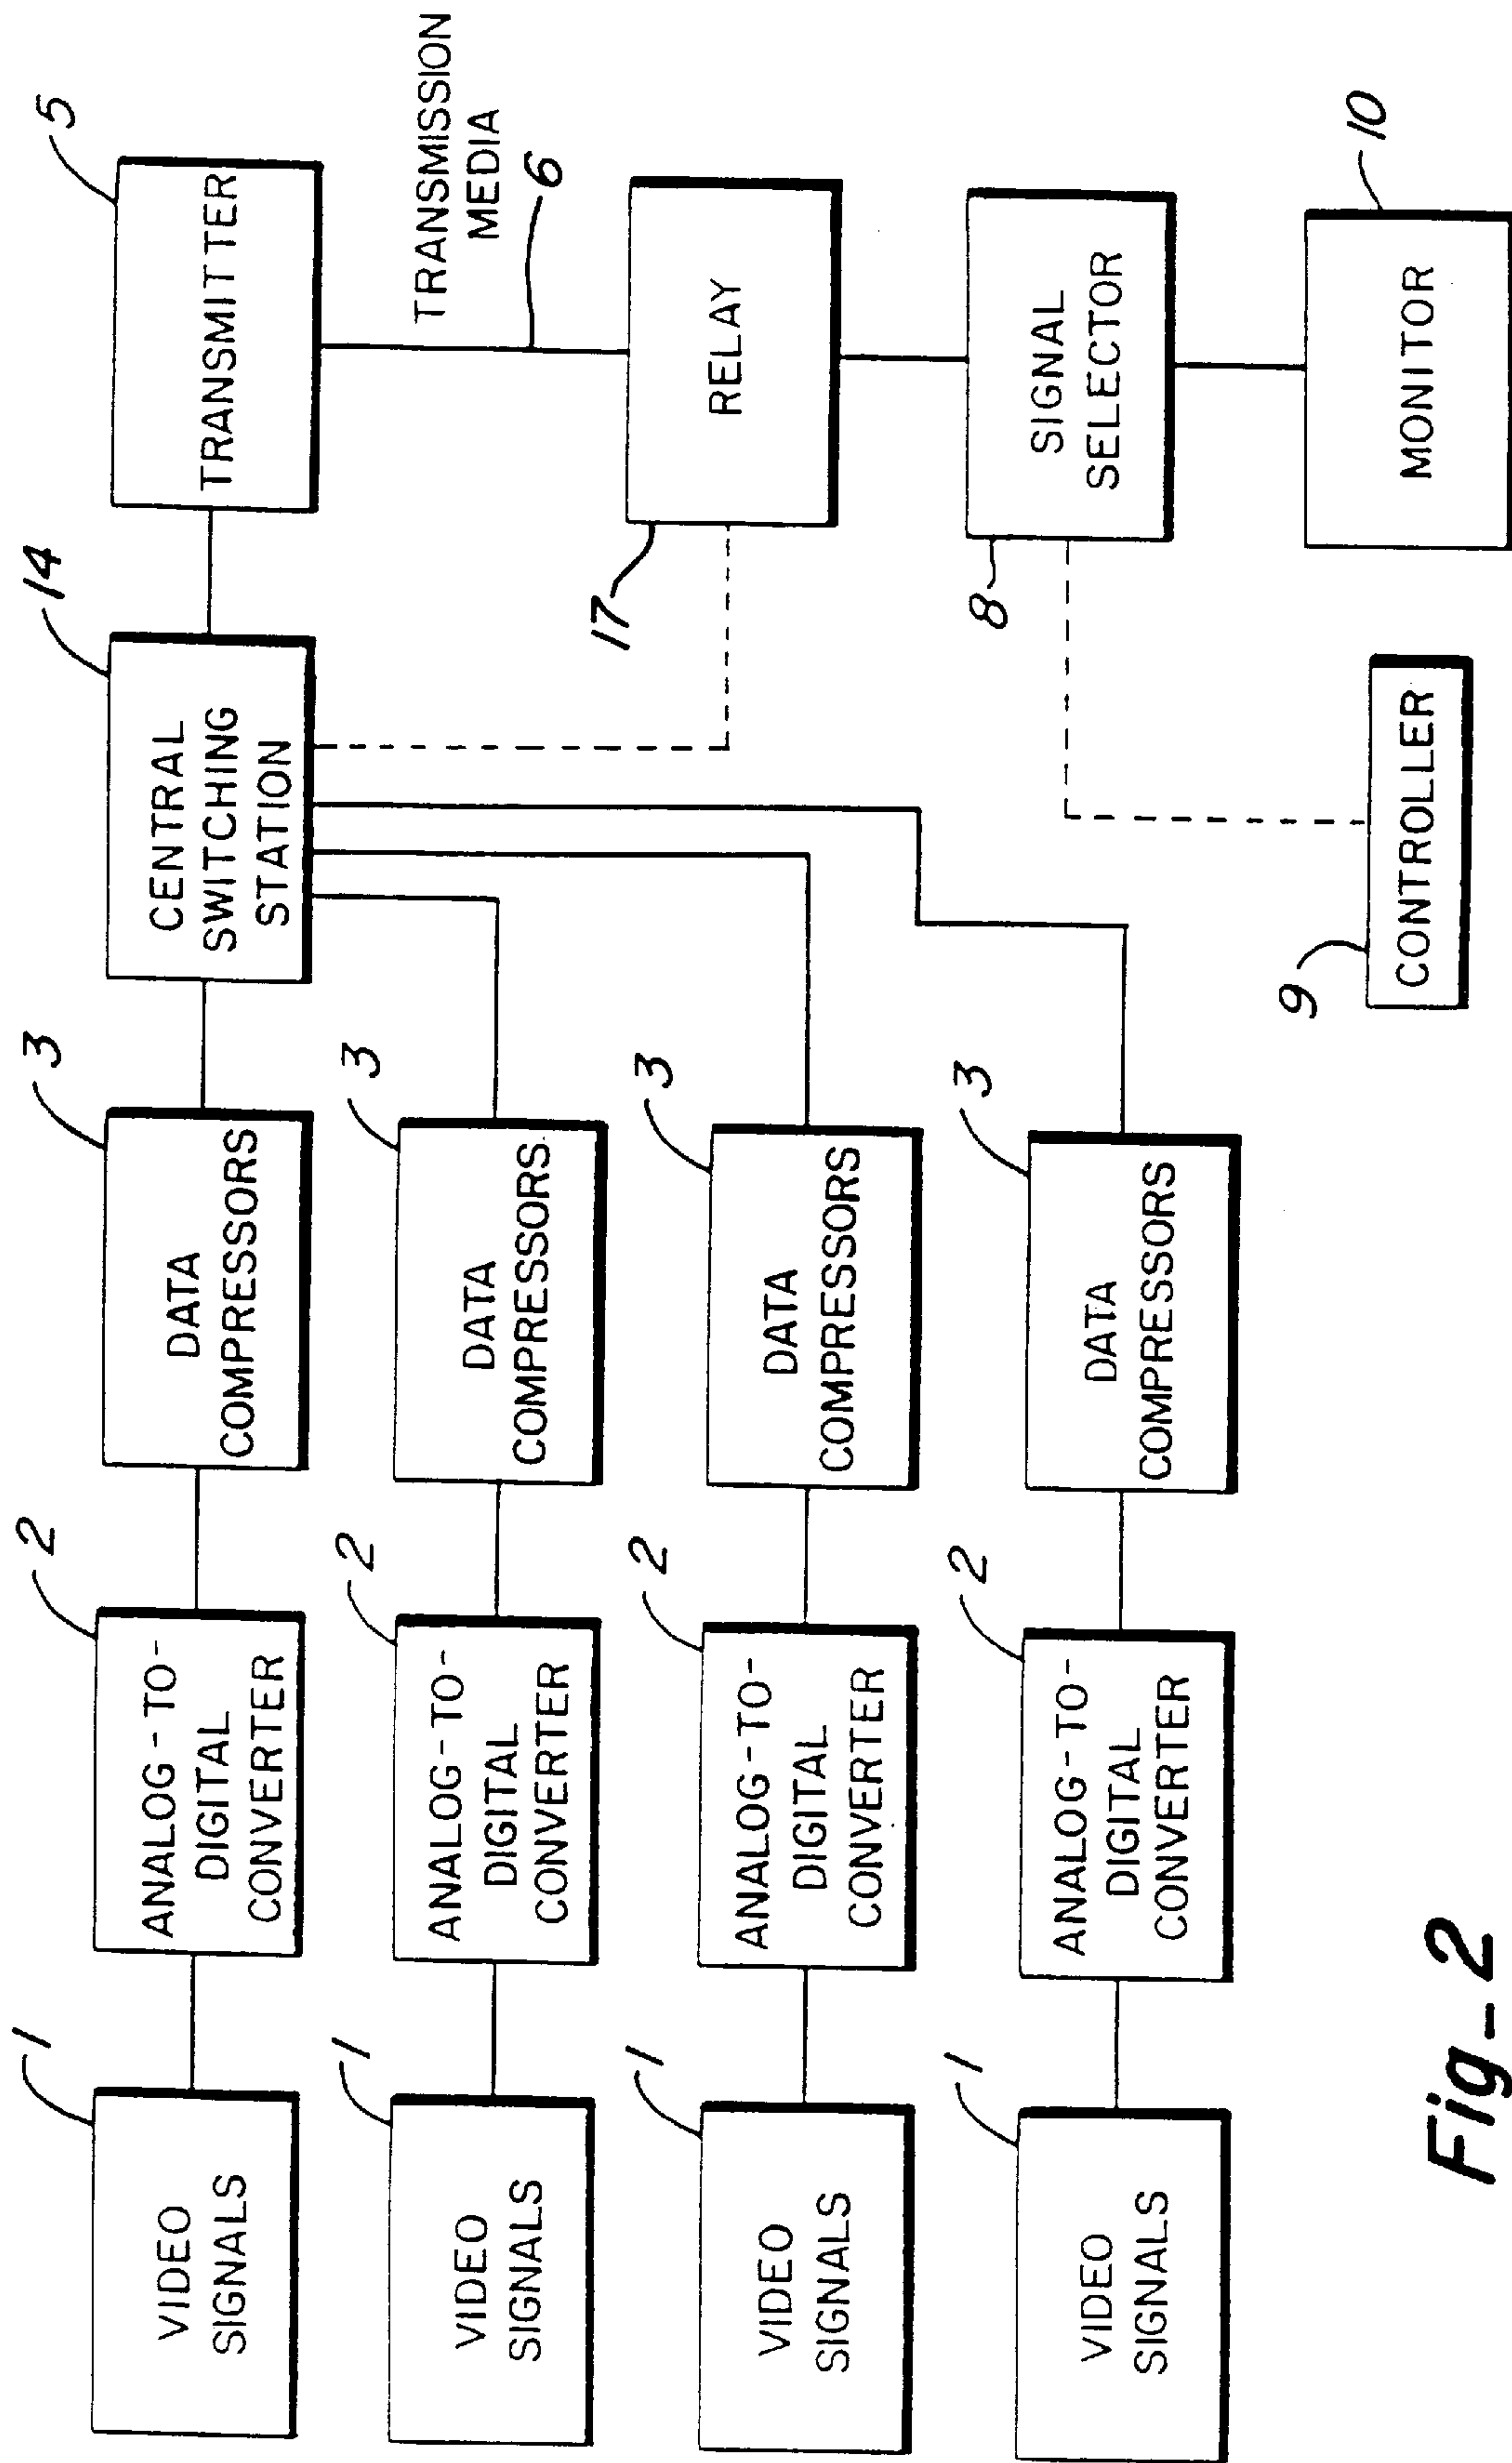 1
VIDEO
SIGNALS
2
ANALOG-TO-
DIGITAL
CONVERTER
3
DATA
COMPRESSORS
14
CENTRAL
SWITCHING
STATION
5
TRANSMITTER
TRANSMISSION
MEDIA
6
1
VIDEO
SIGNALS
2
ANALOG-TO-
DIGITAL
CONVERTER
3
DATA
COMPRESSORS
17
RELAY
1
VIDEO
SIGNALS
2
ANALOG-TO-
DIGITAL
CONVERTER
3
DATA
COMPRESSORS
8
SIGNAL
SELECTOR
1
VIDEO
SIGNALS
2
ANALOG-TO-
DIGITAL
CONVERTER
3
DATA
COMPRESSORS
9
CONTROLLER
10
MONITOR
Fig-2